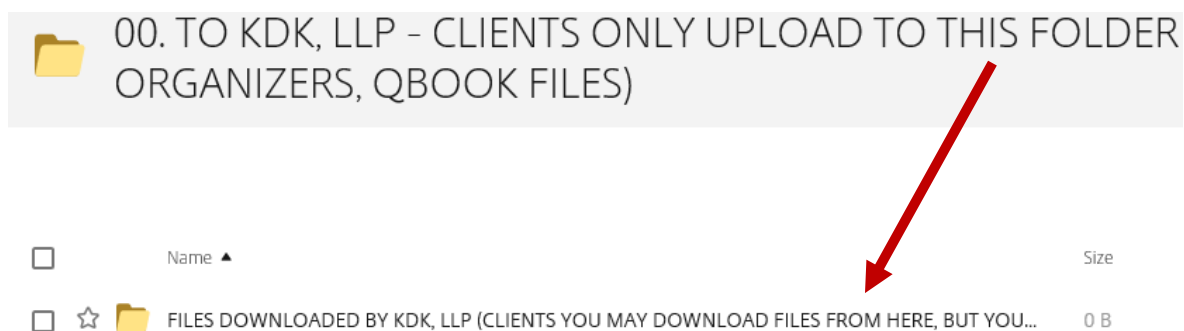 00. TO KDK, LLP - CLIENTS ONLY UPLOAD TO THIS FOLDER
ORGANIZERS, QBOOK FILES)
Name ▲ Size
FILES DOWNLOADED BY KDK, LLP (CLIENTS YOU MAY DOWNLOAD FILES FROM HERE, BUT YOU... 0 B